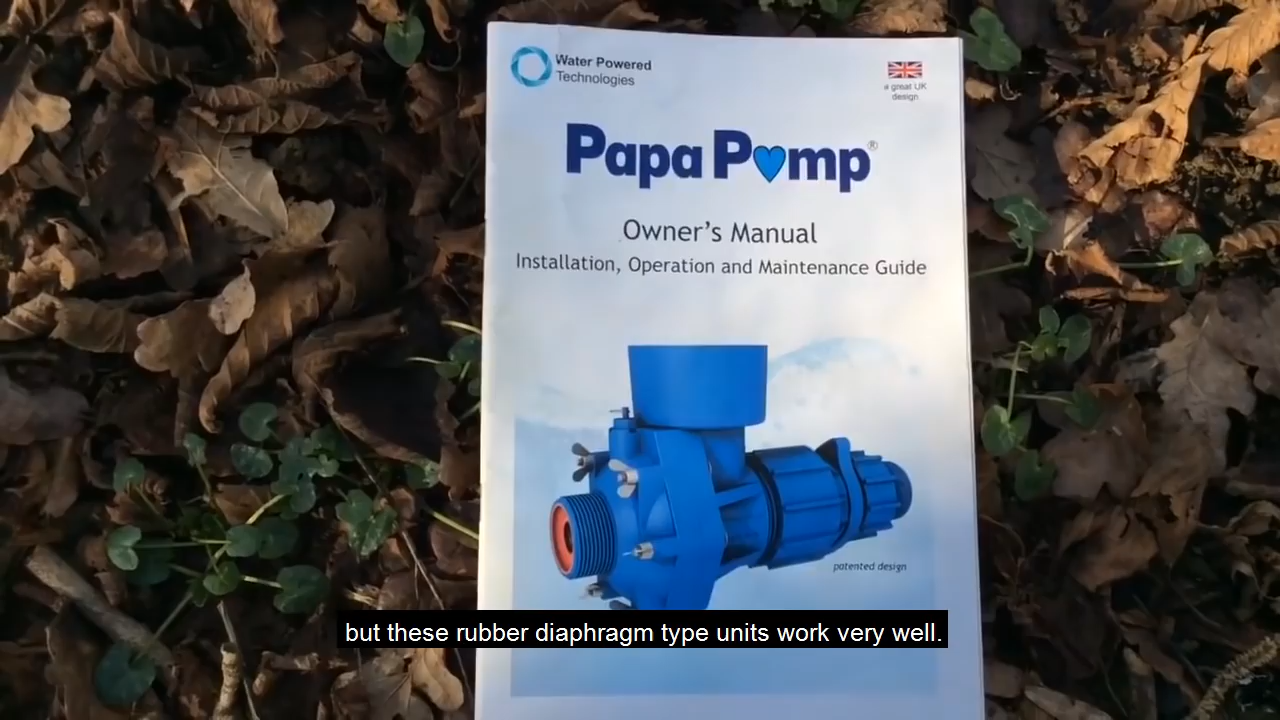 Water Powered
Technologies
a great UK
design
Papa Pump®
Owner's Manual
Installation, Operation and Maintenance Guide
patented design
but these rubber diaphragm type units work very well.